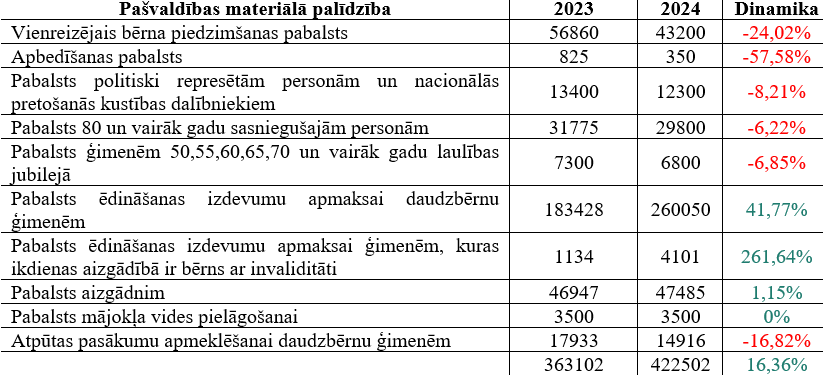 Pašvaldības materiālā palīdzība 2023 2024 Dinamika
Vienreizējais bērna piedzimšanas pabalsts 56860 43200 -24,02%
Apbedīšanas pabalsts 825 350 -57,58%
Pabalsts politiski represētām personām un nacionālās
pretošanās kustības dalībniekiem 13400 12300 -8,21%
Pabalsts 80 un vairāk gadu sasniegušajām personām 31775 29800 -6,22%
Pabalsts ģimenēm 50,55,60,65,70 un vairāk gadu laulības
jubilejā 7300 6800 -6,85%
Pabalsts ēdināšanas izdevumu apmaksai daudzbērnu
ģimenēm 183428 260050 41,77%
Pabalsts ēdināšanas izdevumu apmaksai ģimenēm, kuras
ikdienas aizgādībā ir bērns ar invaliditāti 1134 4101 261,64%
Pabalsts aizgādnim 46947 47485 1,15%
Pabalsts mājokļa vides pielāgošanai 3500 3500 0%
Atpūtas pasākumu apmeklēšanai daudzbērnu ģimenēm 17933 14916 -16,82%
363102 422502 16,36%